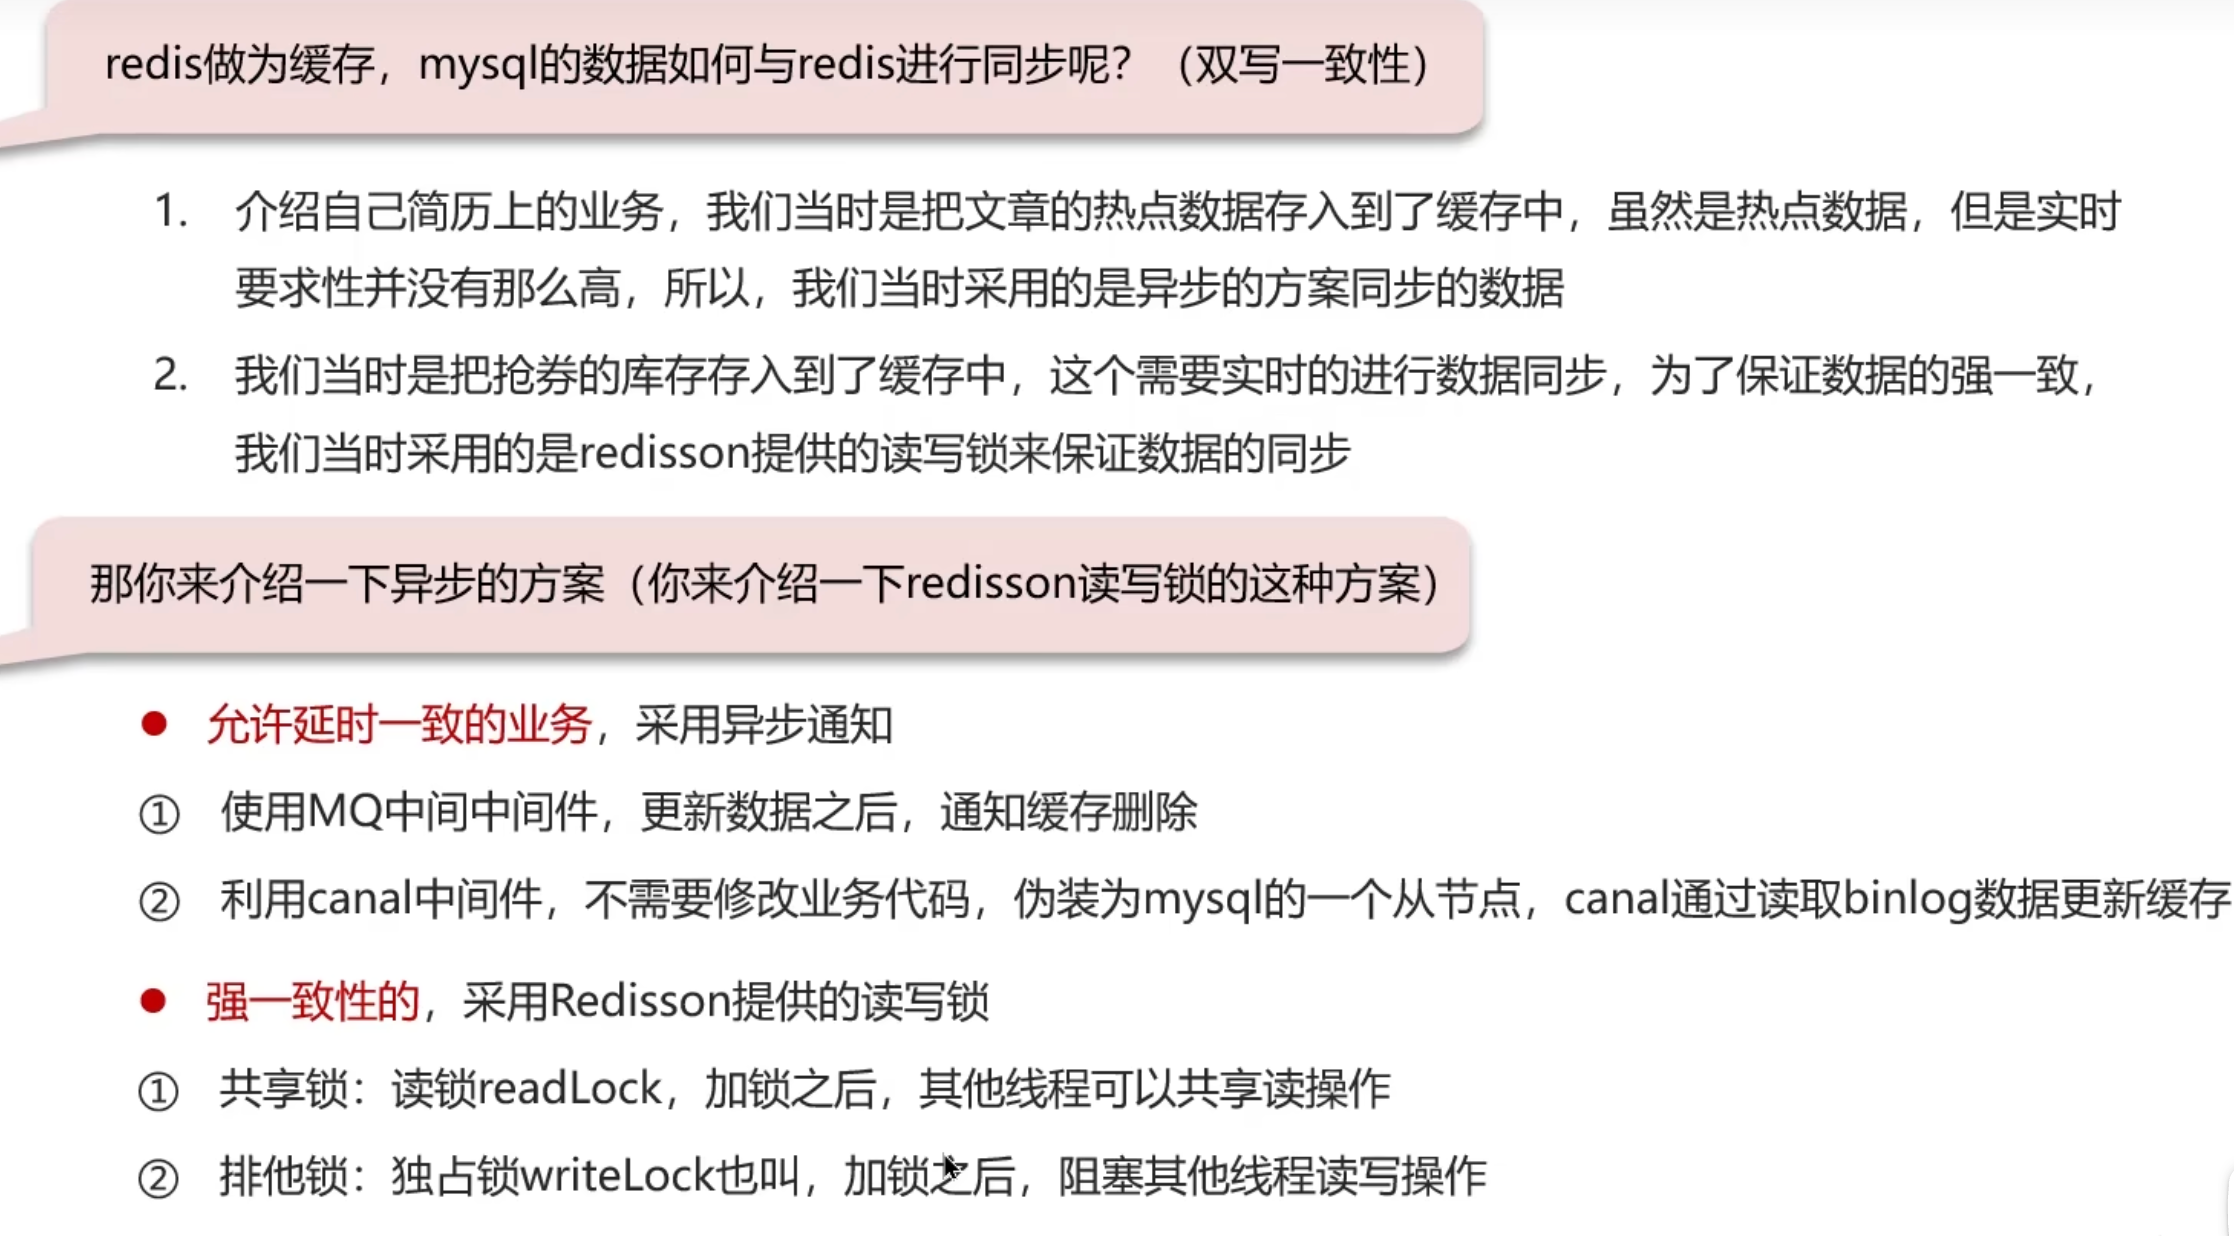 redis做为缓存，mysql的数据如何与redis进行同步呢？（双写一致性）
1. 介绍自己简历上的业务，我们当时是把文章的热点数据存入到了缓存中，虽然是热点数据，但是实时
要求性并没有那么高，所以，我们当时采用的是异步的方案同步的数据
2. 我们当时是把抢券的库存存入到了缓存中，这个需要实时的进行数据同步，为了保证数据的强一致，
我们当时采用的是redisson提供的读写锁来保证数据的同步
那你来介绍一下异步的方案（你来介绍一下redisson读写锁的这种方案）
● 允许延时一致的业务，采用异步通知
① 使用MQ中间中间件，更新数据之后，通知缓存删除
② 利用canal中间件，不需要修改业务代码，伪装为mysql的一个从节点，canal通过读取binlog数据更新缓存
● 强一致性的，采用Redisson提供的读写锁
① 共享锁：读锁readLock，加锁之后，其他线程可以共享读操作
② 排他锁：独占锁writeLock也叫，加锁之后，阻塞其他线程读写操作